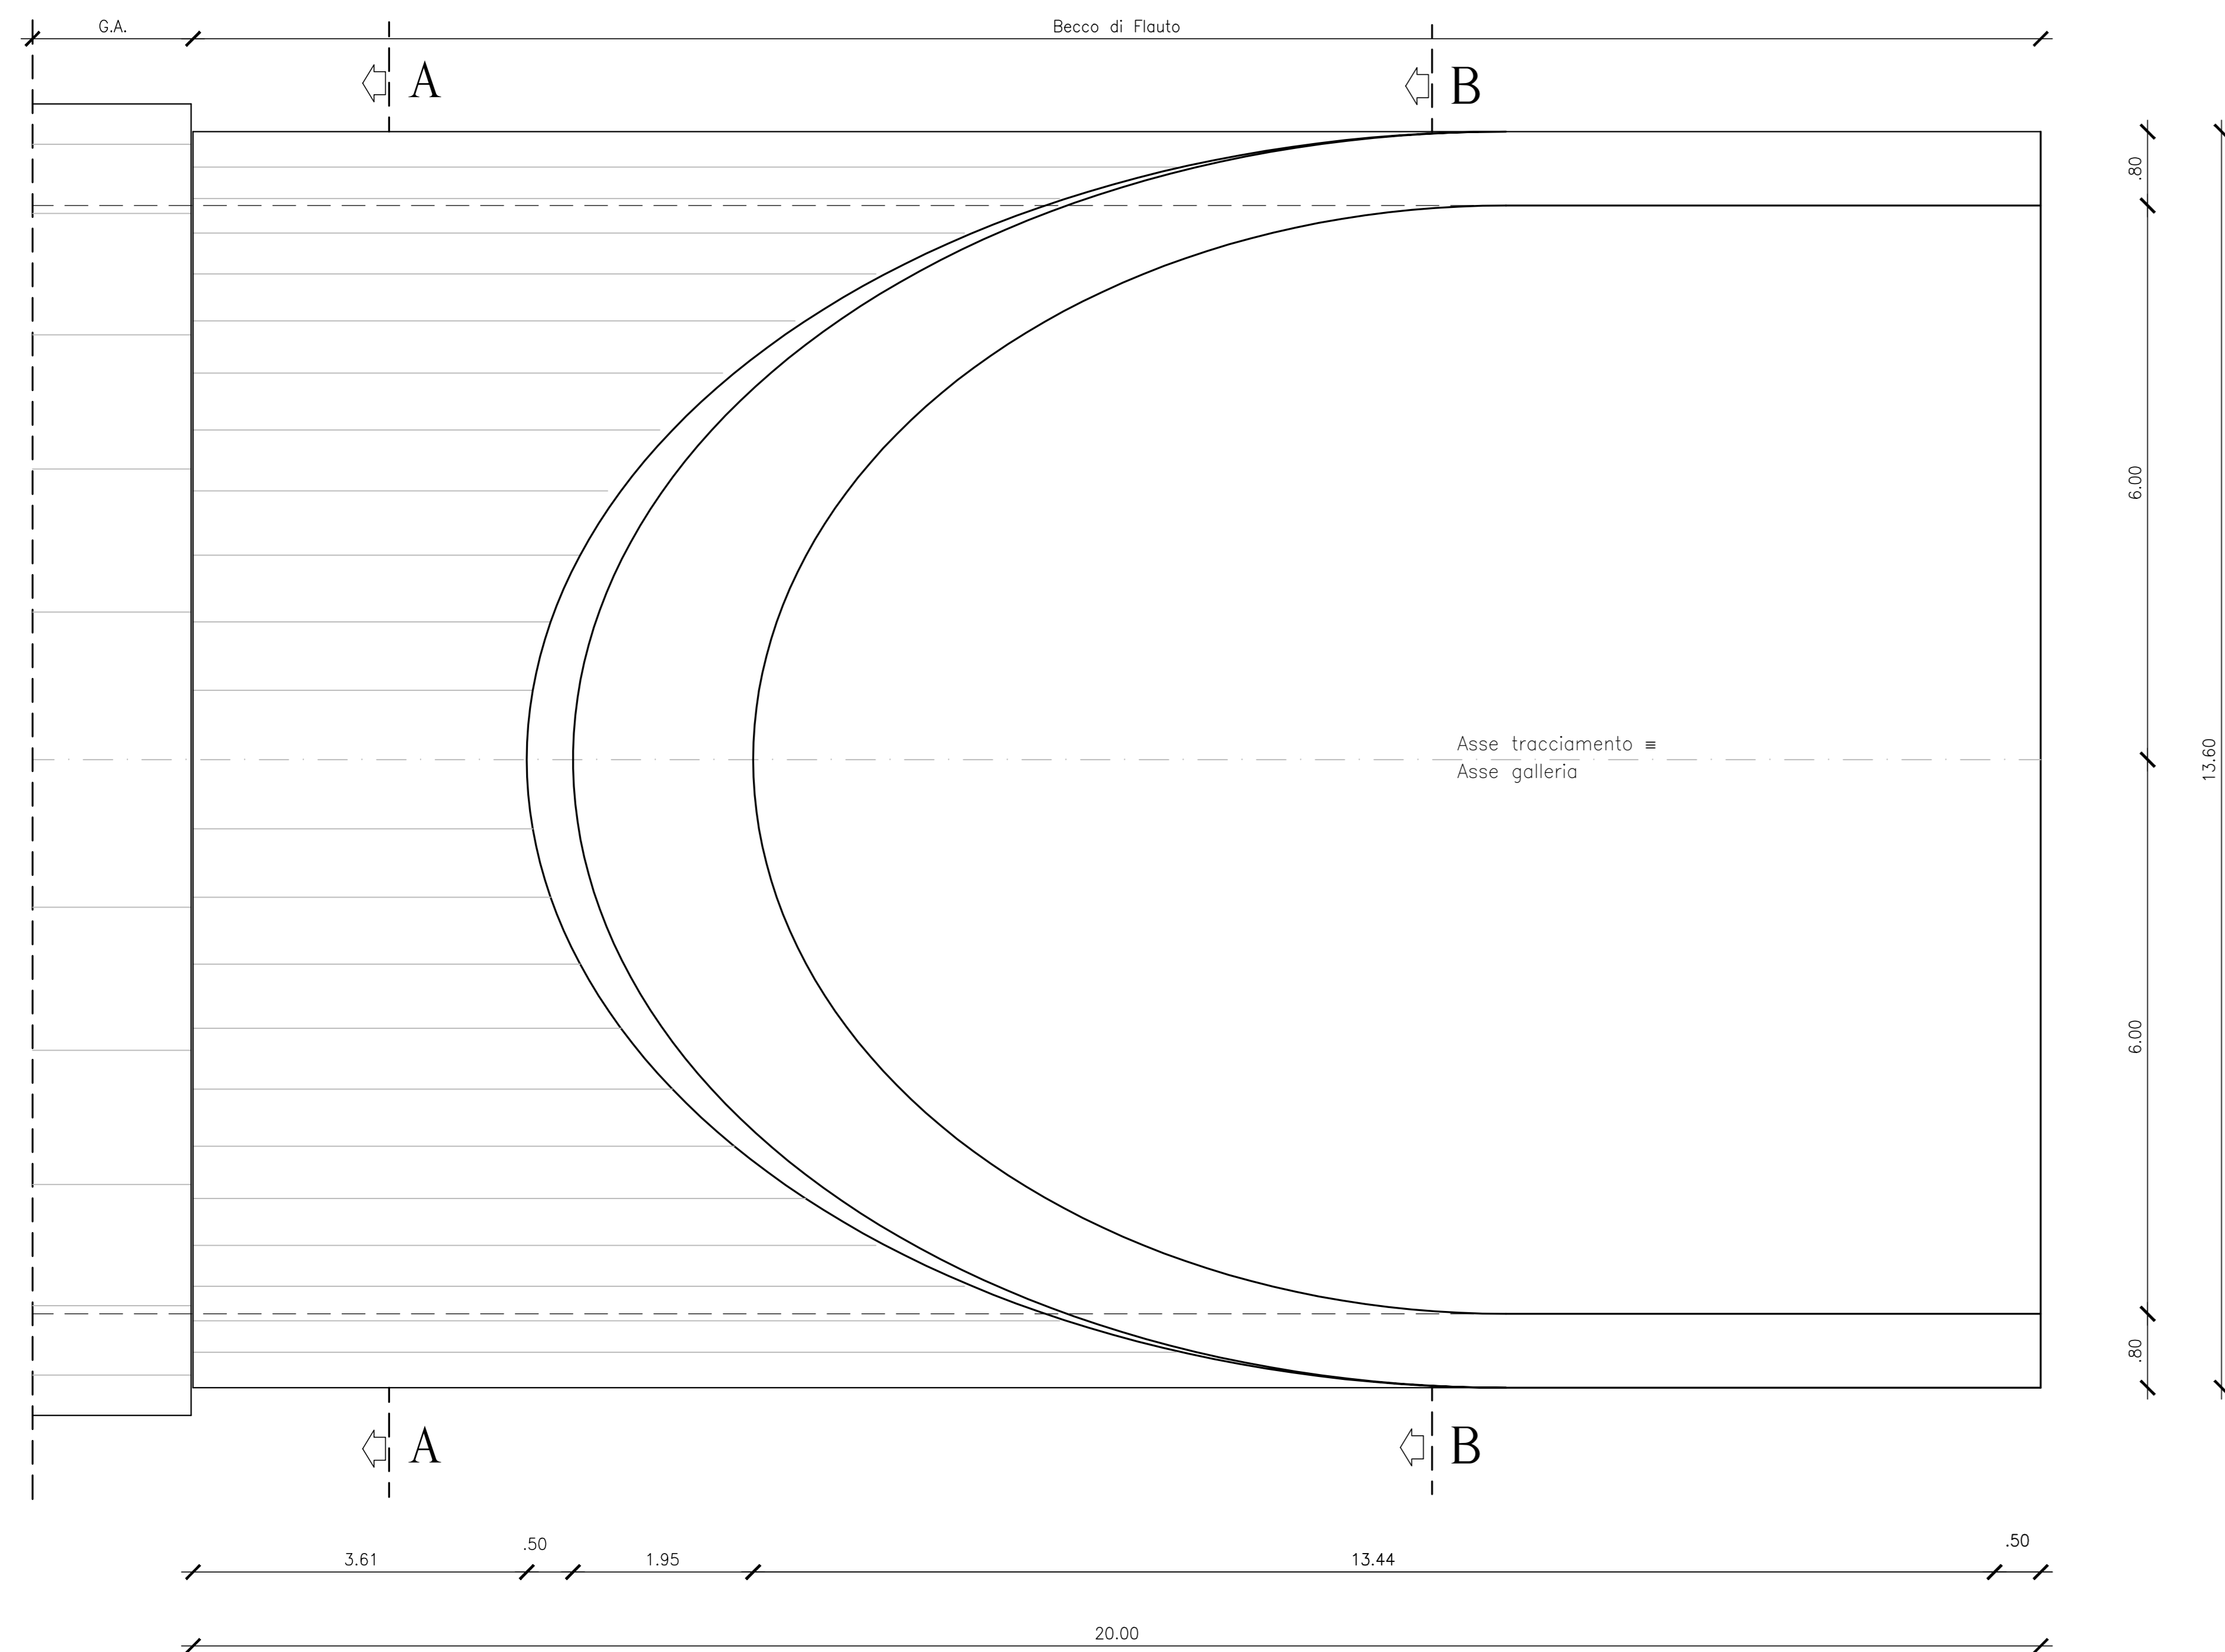 G.A.
Becco di Flauto
A
B
.80
6.00
Asse tracciamento ≡
Asse galleria
13.60
6.00
.80
A
B
.50
.50
3.61
1.95
13.44
20.00